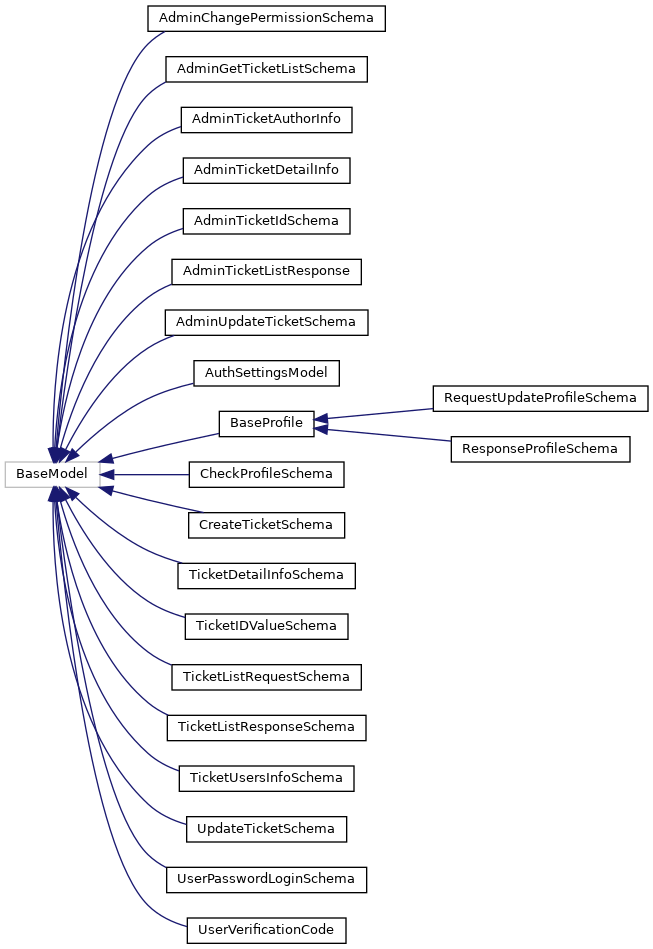 AdminChangePermissionSchema
AdminGetTicketListSchema
AdminTicketAuthorInfo
AdminTicketDetailInfo
AdminTicketIdSchema
AdminTicketListResponse
AdminUpdateTicketSchema
AuthSettingsModel
RequestUpdateProfileSchema
BaseProfile
ResponseProfileSchema
BaseModel
CheckProfileSchema
CreateTicketSchema
TicketDetailInfoSchema
TicketIDValueSchema
TicketListRequestSchema
TicketListResponseSchema
TicketUsersInfoSchema
UpdateTicketSchema
UserPasswordLoginSchema
UserVerificationCode